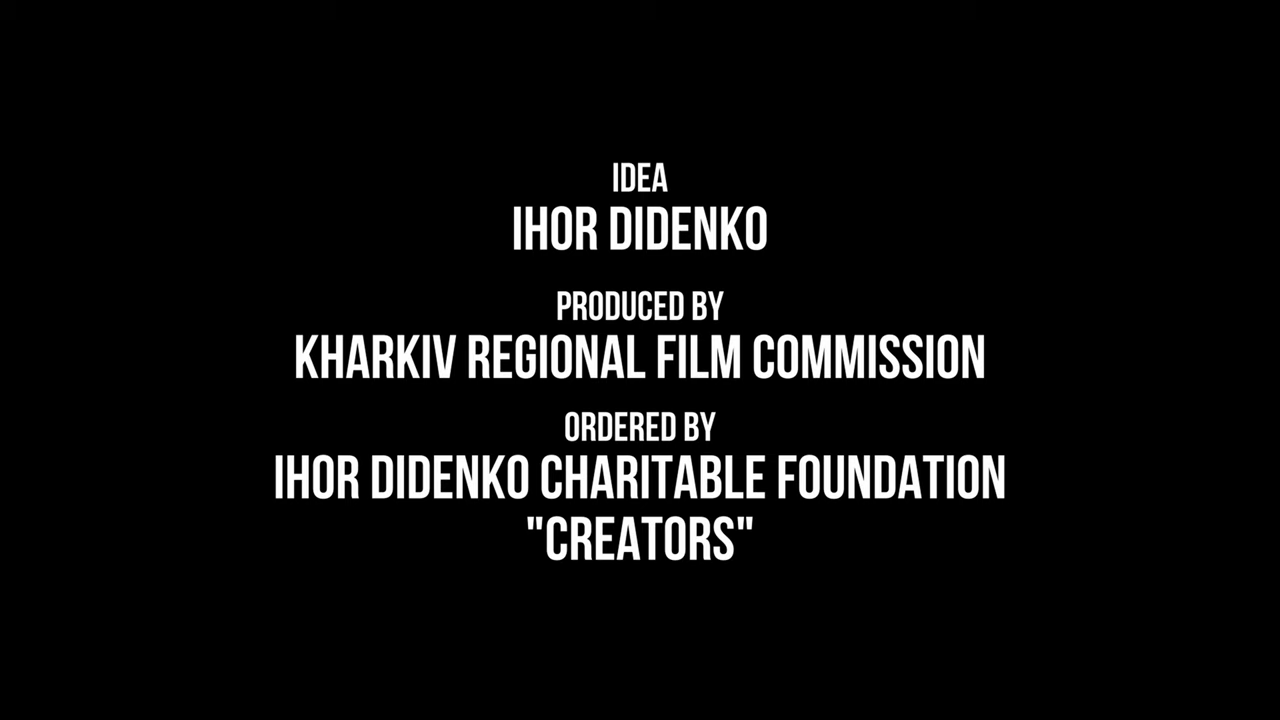 IDEA
IHOR DIDENKO
PRODUCED BY
KHARKIV REGIONAL FILM COMMISSION
ORDERED BY
IHOR DIDENKO CHARITABLE FOUNDATION
"CREATORS"